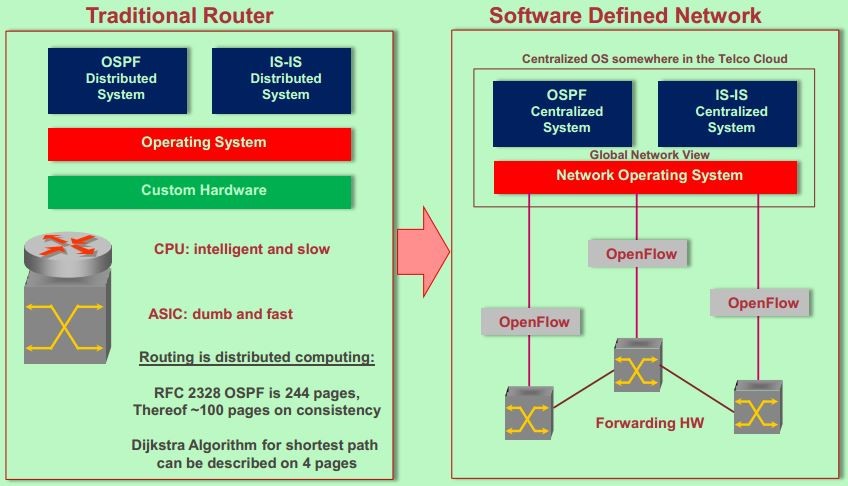 Traditional Router
OSPF
Distributed
System
IS-IS
Distributed
System
Operating System
Custom Hardware
CPU: intelligent and slow
ASIC: dumb and fast
Routing is distributed computing:
RFC 2328 OSPF is 244 pages,
Thereof ~100 pages on consistency
Dijkstra Algorithm for shortest path
can be described on 4 pages
Software Defined Network
Centralized OS somewhere in the Telco Cloud
OSPF
Centralized
System
IS-IS
Centralized
System
Global Network View
Network Operating System
OpenFlow
OpenFlow
OpenFlow
Forwarding HW